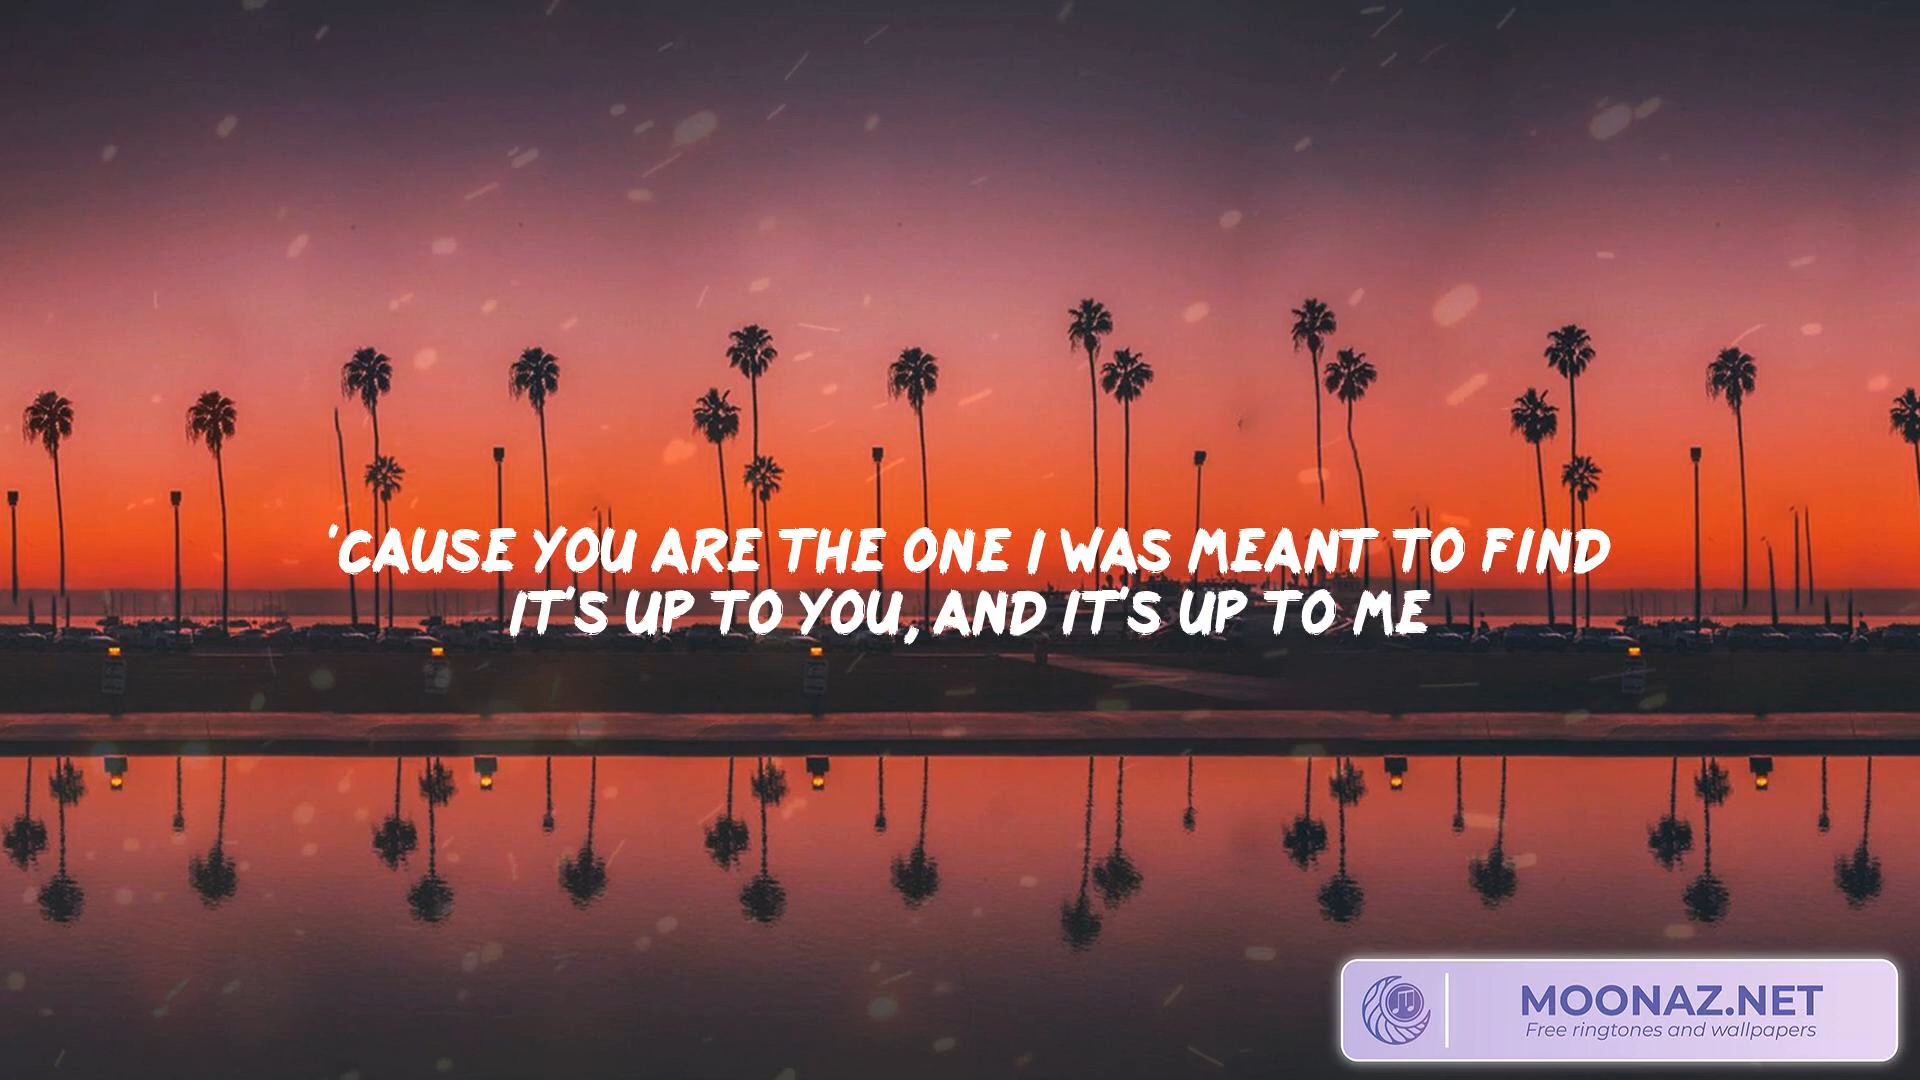 'CAUSE YOU ARE THE ONE I WAS MEANT TO FIND
IT'S UP TO YOU, AND IT'S UP TO ME
MOONAZ.NET
Free ringtones and wallpapers